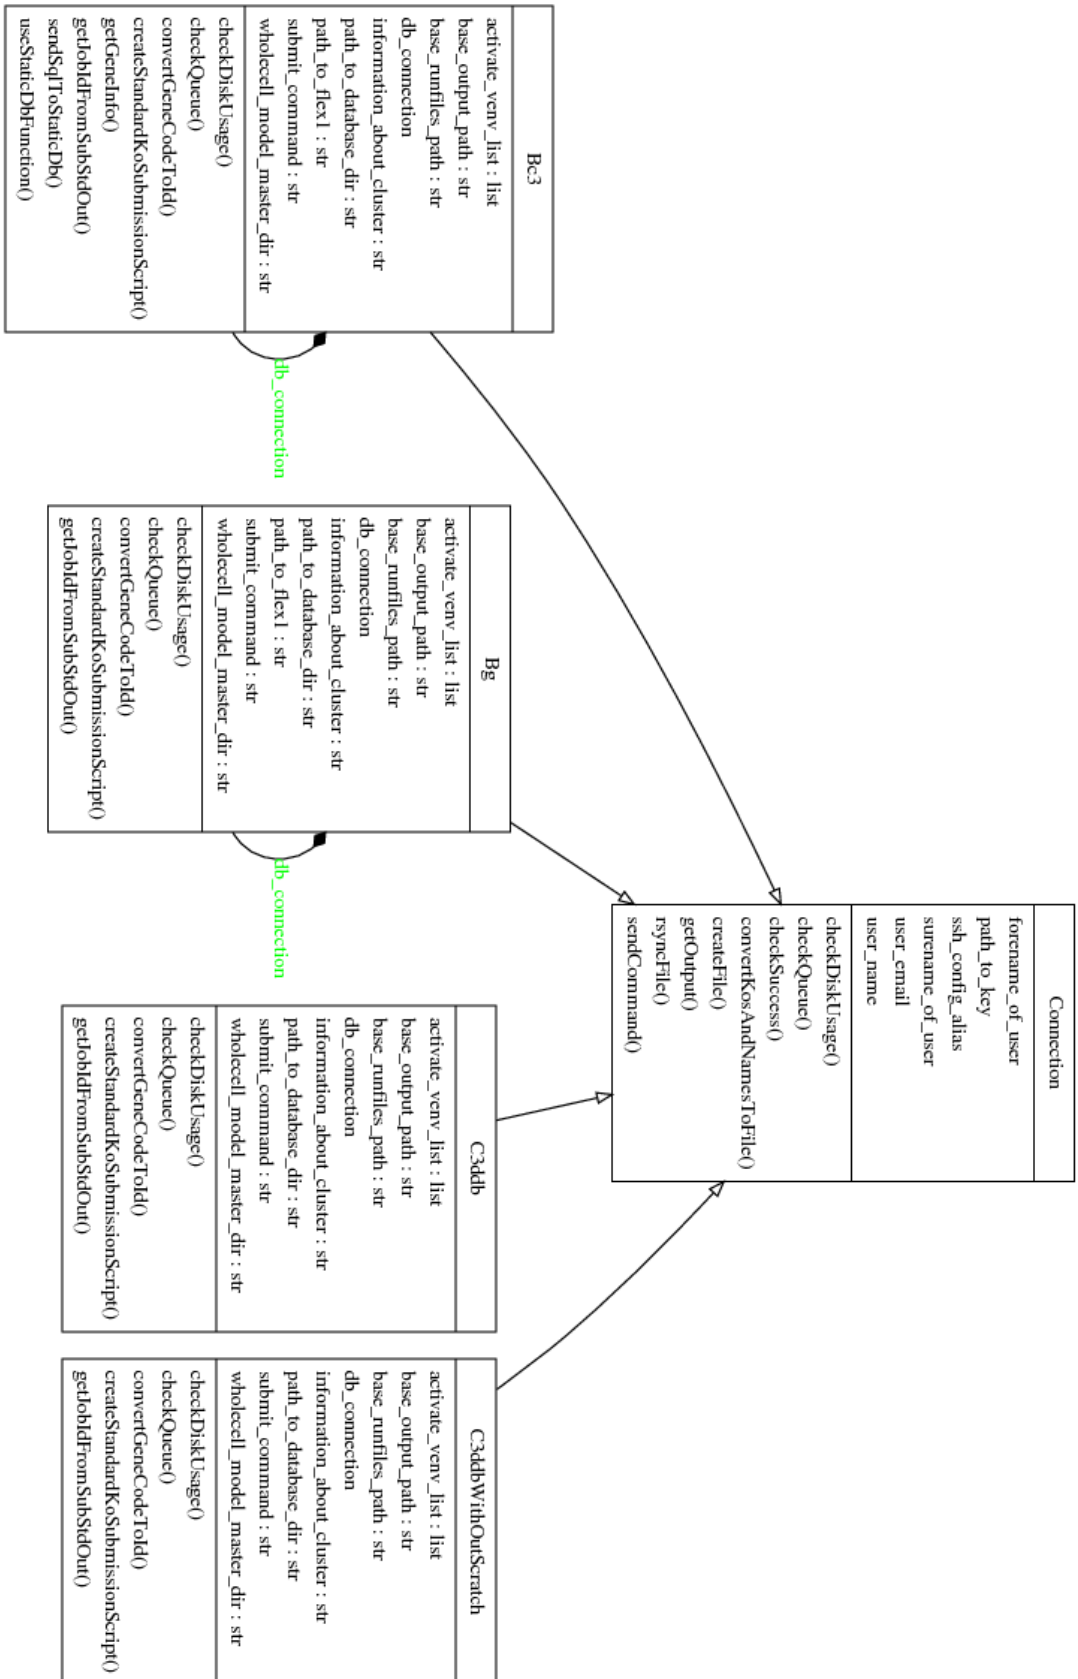 Connection
forename_of_user
path_to_key
ssh_config_alias
surename_of_user
user_email
user_name
checkDiskUsage()
checkQueue()
checkSuccess()
convertKosAndNamesToFile()
createFile()
getOutput()
rsyncFile()
sendCommand()
Bc3
activate_venv_list : list
base_output_path : str
base_runfiles_path : str
db_connection
information_about_cluster : str
path_to_database_dir : str
path_to_flex1 : str
submit_command : str
wholecell_model_master_dir : str
checkDiskUsage()
checkQueue()
convertGeneCodeToId()
createStandardKoSubmissionScript()
getGeneInfo()
getJobIdFromSubStdOut()
sendSqlToStaticDb()
useStaticDbFunction()
db_connection
Bg
activate_venv_list : list
base_output_path : str
base_runfiles_path : str
db_connection
information_about_cluster : str
path_to_database_dir : str
path_to_flex1 : str
submit_command : str
wholecell_model_master_dir : str
checkDiskUsage()
checkQueue()
convertGeneCodeToId()
createStandardKoSubmissionScript()
getJobIdFromSubStdOut()
db_connection
C3ddb
activate_venv_list : list
base_output_path : str
base_runfiles_path : str
db_connection
information_about_cluster : str
path_to_database_dir : str
submit_command : str
wholecell_model_master_dir : str
checkDiskUsage()
checkQueue()
convertGeneCodeToId()
createStandardKoSubmissionScript()
getJobIdFromSubStdOut()
C3ddbWithOutScratch
activate_venv_list : list
base_output_path : str
base_runfiles_path : str
db_connection
information_about_cluster : str
path_to_database_dir : str
submit_command : str
wholecell_model_master_dir : str
checkDiskUsage()
checkQueue()
convertGeneCodeToId()
createStandardKoSubmissionScript()
getJobIdFromSubStdOut()